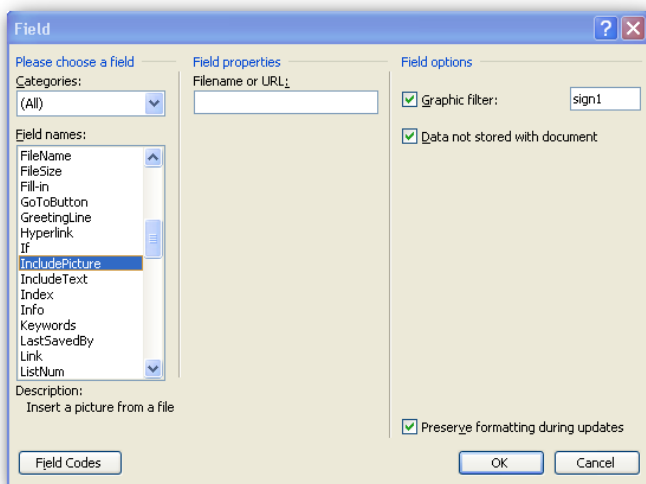 Field
Please choose a field
Categories:
(All)
Field names:
FileName
FileSize
Fill-in
GoToButton
GreetingLine
Hyperlink
If
IncludePicture
IncludeText
Index
Info
Keywords
LastSavedBy
Link
ListNum
Description:
Insert a picture from a file
Field Codes
Field properties
Filename or URL:
Field options
Graphic filter: sign1
Data not stored with document
Preserve formatting during updates
OK Cancel